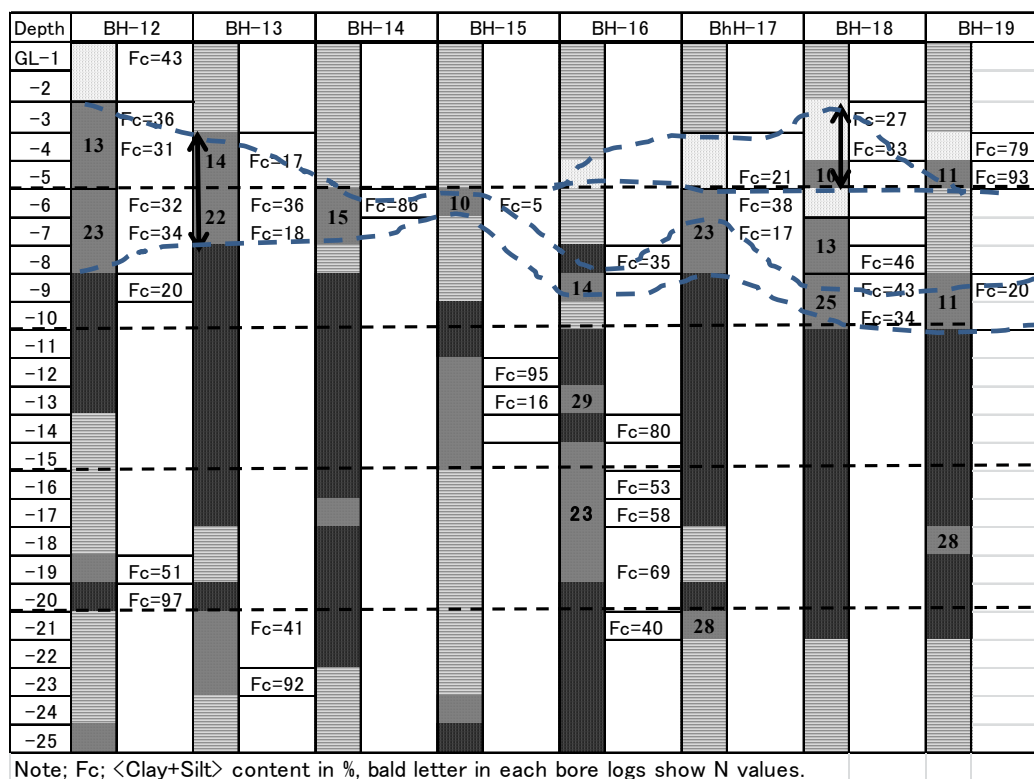 Depth BH-12 BH-13 BH-14 BH-15 BH-16 BhH-17 BH-18 BH-19
GL-1 Fc=43
-2
-3 Fc=36 Fc=27
-4 13 Fc=31 14 Fc=17 Fc=33 Fc=79
-5 Fc=21 10 11 Fc=93
-6 Fc=32 Fc=36 Fc=86 10 Fc=5 Fc=38
-7 23 Fc=34 22 Fc=18 15 23 Fc=17 13
-8 Fc=35 Fc=46
-9 Fc=20 14 25 Fc=43 11 Fc=20
-10 Fc=34
-11
-12 Fc=95
-13 Fc=16 29
-14 Fc=80
-15
-16 Fc=53
-17 23 Fc=58
-18 28
-19 Fc=51 Fc=69
-20 Fc=97
-21 Fc=41 Fc=40 28
-22
-23 Fc=92
-24
-25
Note; Fc; <Clay+Silt> content in %, bald letter in each bore logs show N values.